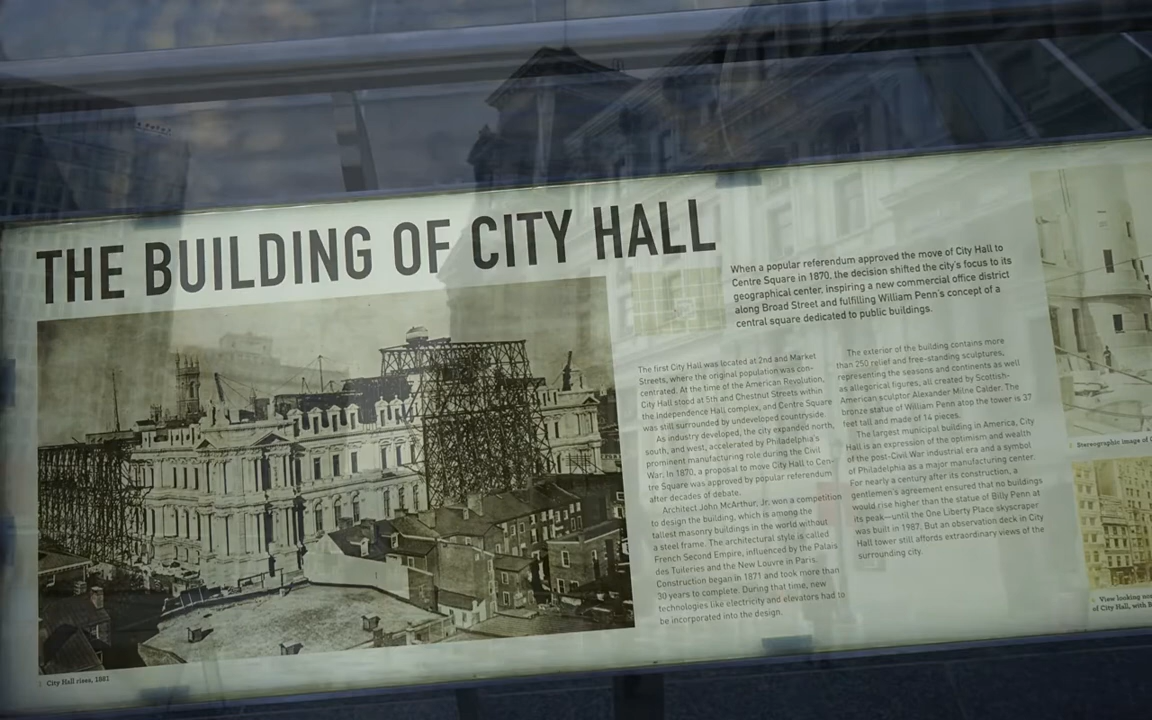 THE BUILDING OF CITY HALL
When a popular referendum approved the move of City Hall to
Centre Square in 1870, the decision shifted the city's focus to its
geographical center, inspiring a new commercial office district
along Broad Street and fulfilling William Penn's concept of a
central square dedicated to public buildings.
The first City Hall was located at 2nd and Market
Streets, where the original population was con-
centrated. At the time of the American Revolution,
City Hall stood at 5th and Chestnut Streets within
the Independence Hall complex, and Centre Square
was still surrounded by undeveloped countryside.
As industry developed, the city expanded north,
south, and west, accelerated by Philadelphia's
prominent manufacturing role during the Civil
War. In 1870, a proposal to move City Hall to Cen-
tre Square was approved by popular referendum
after decades of debate.
Architect John McArthur, Jr. won a competition
to design the building, which is among the
tallest masonry buildings in the world without
a steel frame. The architectural style is called
French Second Empire, influenced by the Palais
des Tuileries and the New Louvre in Paris.
Construction began in 1871 and took more than
30 years to complete. During that time, new
technologies like electricity and elevators had to
be incorporated into the design.
The exterior of the building contains more
than 250 relief and free-standing sculptures,
representing the seasons and continents as well
as allegorical figures, all created by Scottish-
American sculptor Alexander Milne Calder. The
bronze statue of William Penn atop the tower is 37
feet tall and made of 14 pieces.
The largest municipal building in America, City
Hall is an expression of the optimism and wealth
of the post-Civil War industrial era and a symbol
of Philadelphia as a major manufacturing center.
For nearly a century after its construction, a
gentlemen's agreement ensured that no buildings
would rise higher than the statue of Billy Penn at
its peak—until the One Liberty Place skyscraper
was built in 1987. But an observation deck in City
Hall tower still affords extraordinary views of the
surrounding city.
City Hall rises, 1881
Stereographic image of
View looking
of City Hall, with